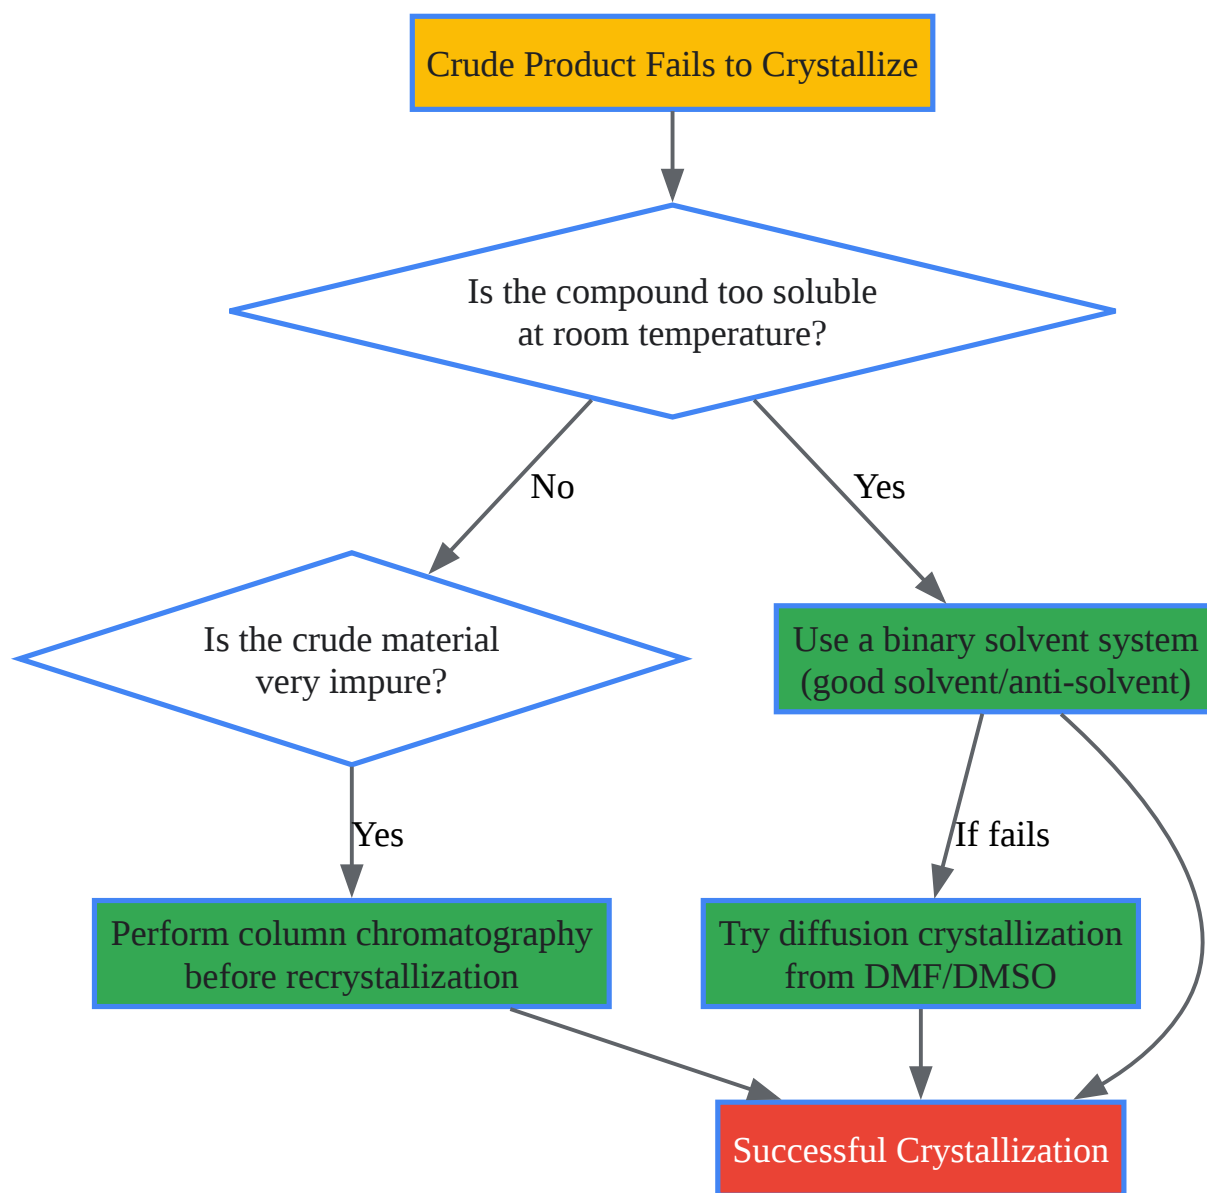 Crude Product Fails to Crystallize
Is the compound too soluble
at room temperature?
No
Yes
Is the crude material
very impure?
Use a binary solvent system
(good solvent/anti-solvent)
Yes
If fails
Perform column chromatography
before recrystallization
Try diffusion crystallization
from DMF/DMSO
Successful Crystallization